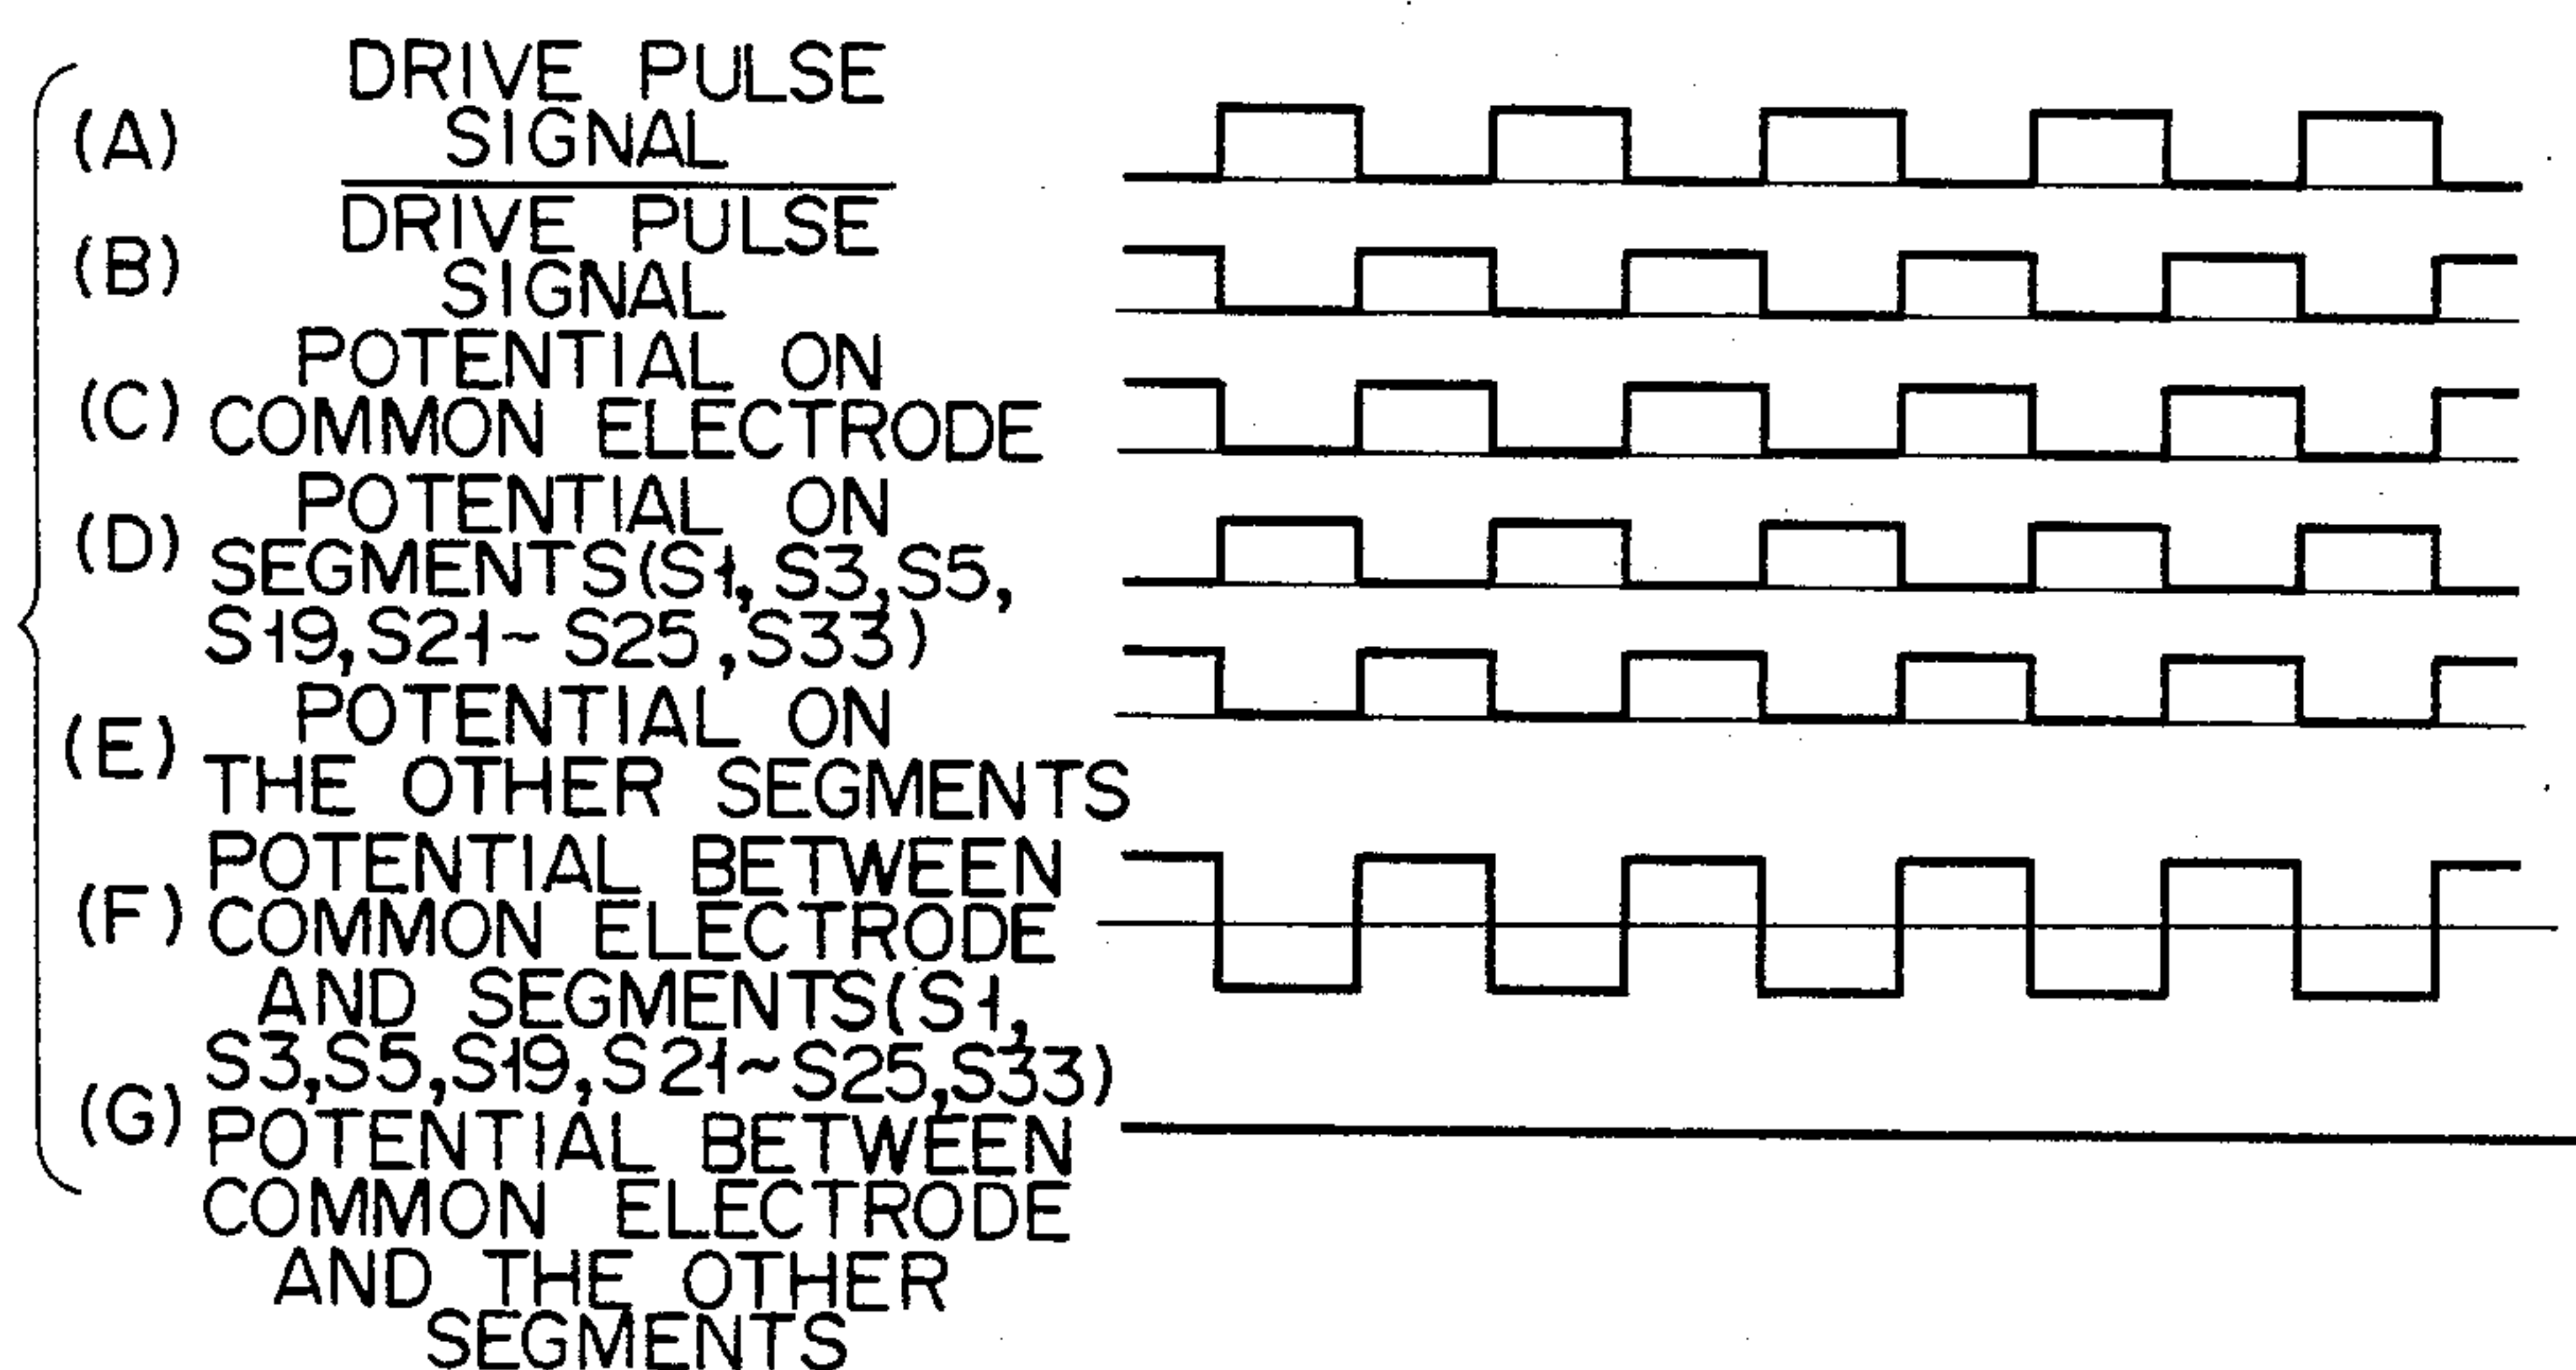 DRIVE PULSE
(A) SIGNAL
DRIVE PULSE
(B) SIGNAL
POTENTIAL ON
(C) COMMON ELECTRODE
POTENTIAL ON
(D) SEGMENTS(S1, S3,S5,
S19,S21~S25,S33)
POTENTIAL ON
(E) THE OTHER SEGMENTS
POTENTIAL BETWEEN
(F) COMMON ELECTRODE
AND SEGMENTS(S1,
S3,S5,S19,S21~S25,S33)
(G) POTENTIAL BETWEEN
COMMON ELECTRODE
AND THE OTHER
SEGMENTS